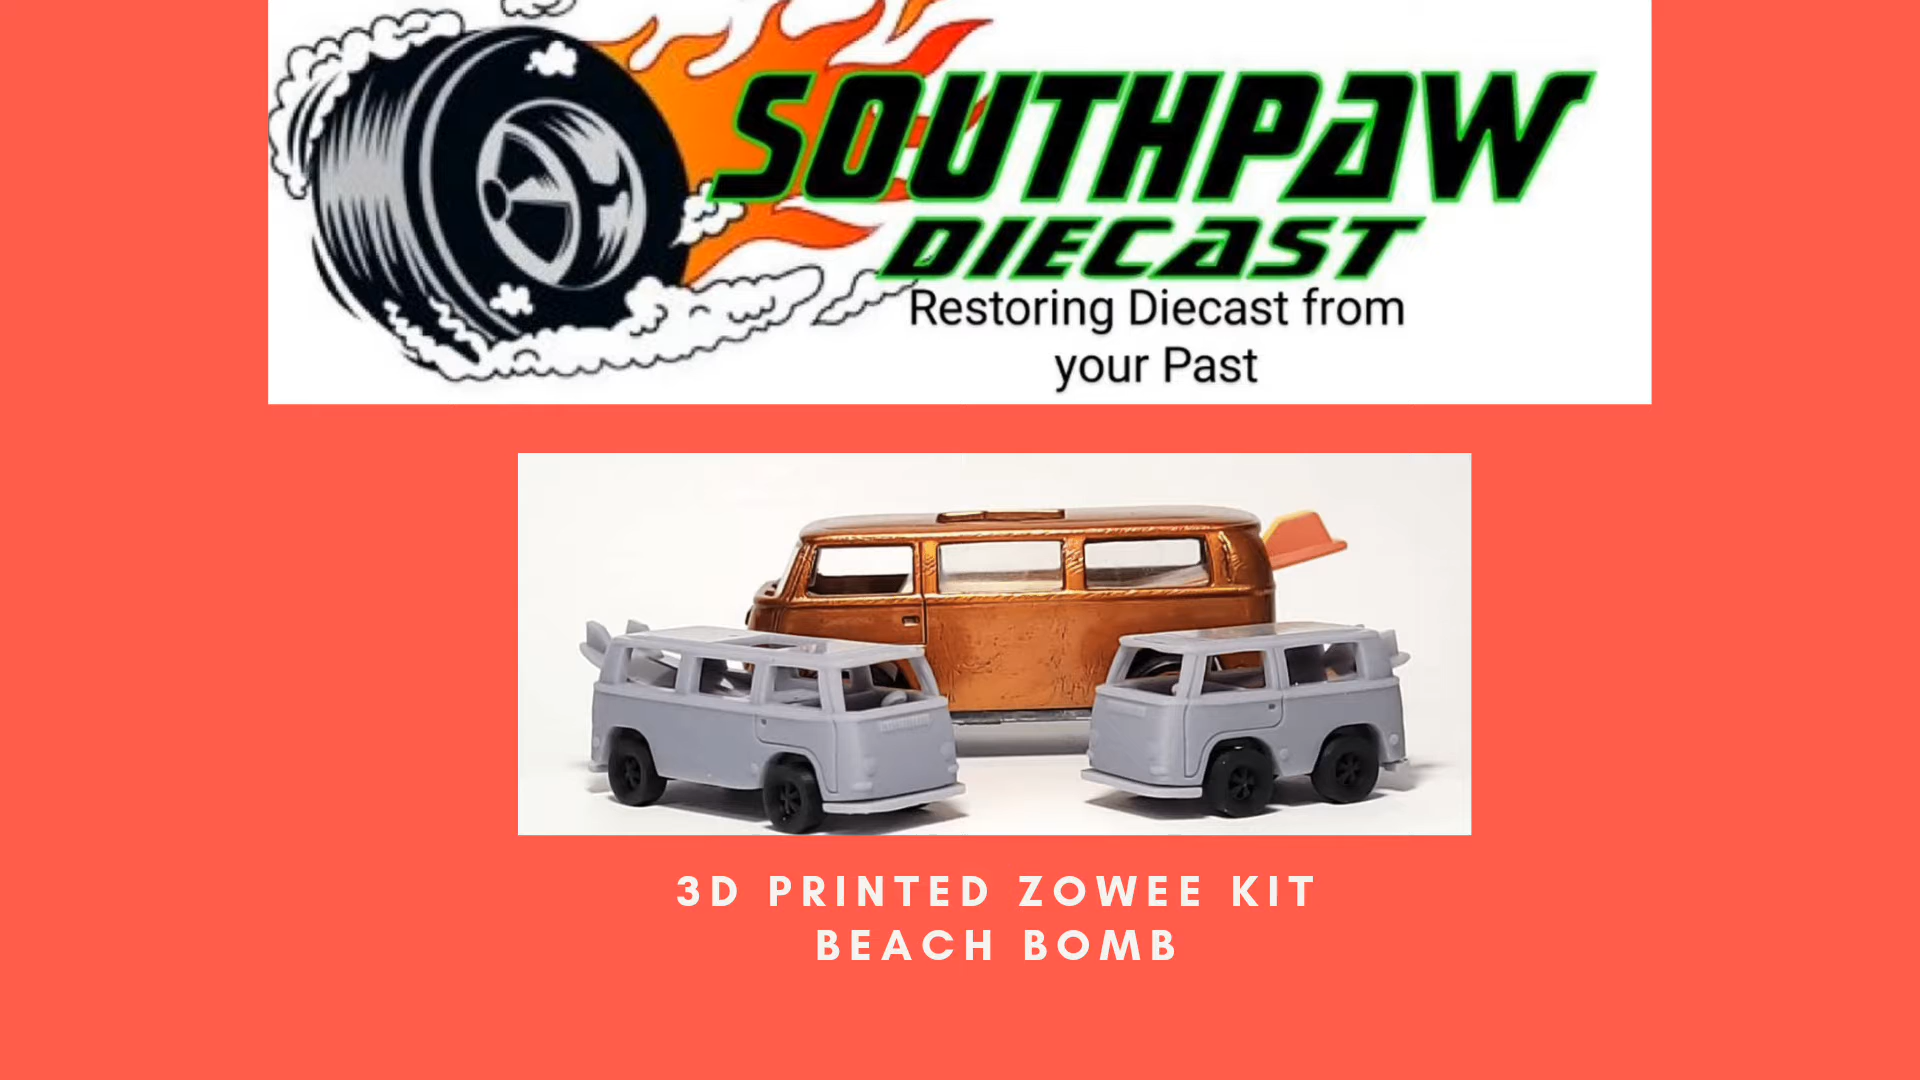 SOUTHPAW
DIECAST
Restoring Diecast from
your Past
3D PRINTED ZOWEE KIT
BEACH BOMB